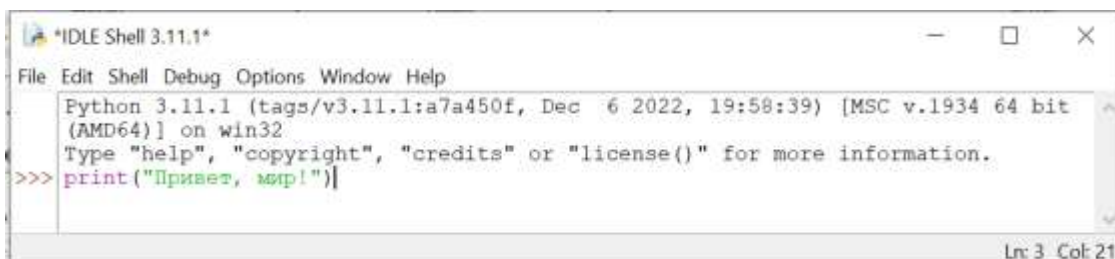 *IDLE Shell 3.11.1*
File Edit Shell Debug Options Window Help
Python 3.11.1 (tags/v3.11.1:a7a450f, Dec  6 2022, 19:58:39) [MSC v.1934 64 bit
(AMD64)] on win32
Type "help", "copyright", "credits" or "license()" for more information.
>>> print("Привет, мир!")
Ln: 3 Col: 21